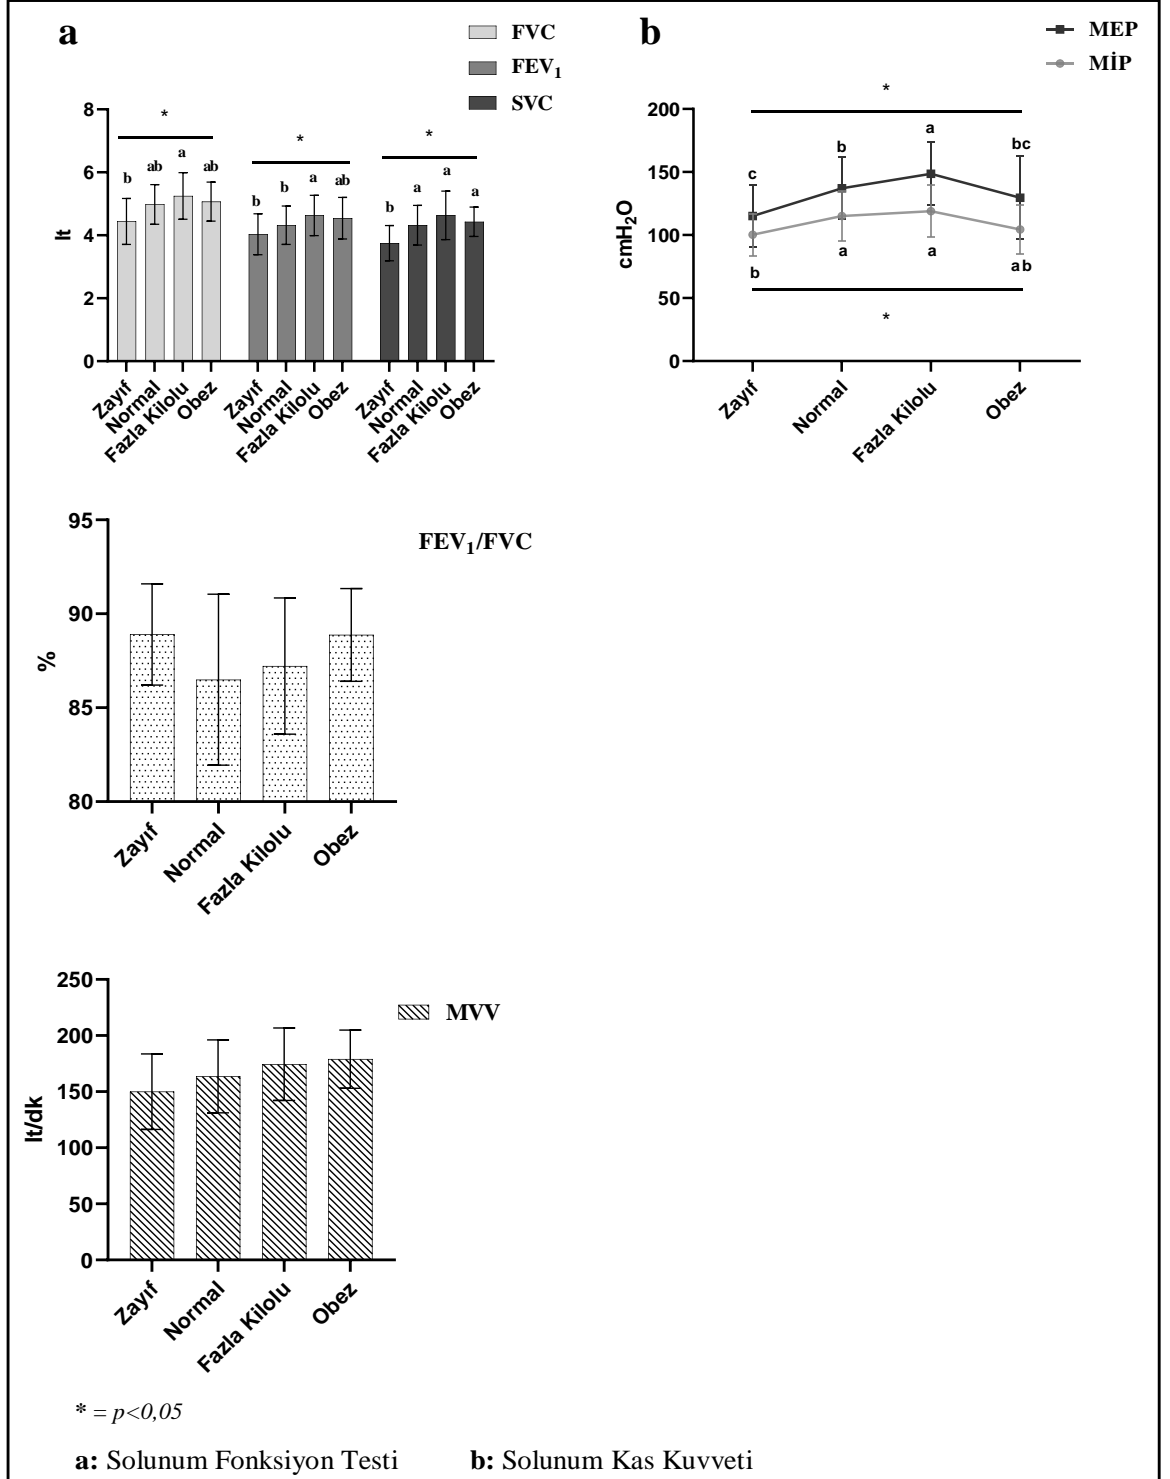 a
FVC
FEV1
SVC
8
6
4
2
0
lt
*
*
*
b
ab
a
ab
b
b
a
ab
b
a
a
a
Zayıf
Normal
Fazla Kilolu
Obez
Zayıf
Normal
Fazla Kilolu
Obez
Zayıf
Normal
Fazla Kilolu
Obez
b
MEP
MİP
200
150
100
50
0
cmH2O
*
c
b
a
bc
b
a
a
ab
*
Zayıf
Normal
Fazla Kilolu
Obez
FEV1/FVC
95
90
85
80
%
Zayıf
Normal
Fazla Kilolu
Obez
MVV
250
200
150
100
50
0
lt/dk
Zayıf
Normal
Fazla Kilolu
Obez
* = p<0,05
a: Solunum Fonksiyon Testi b: Solunum Kas Kuvveti